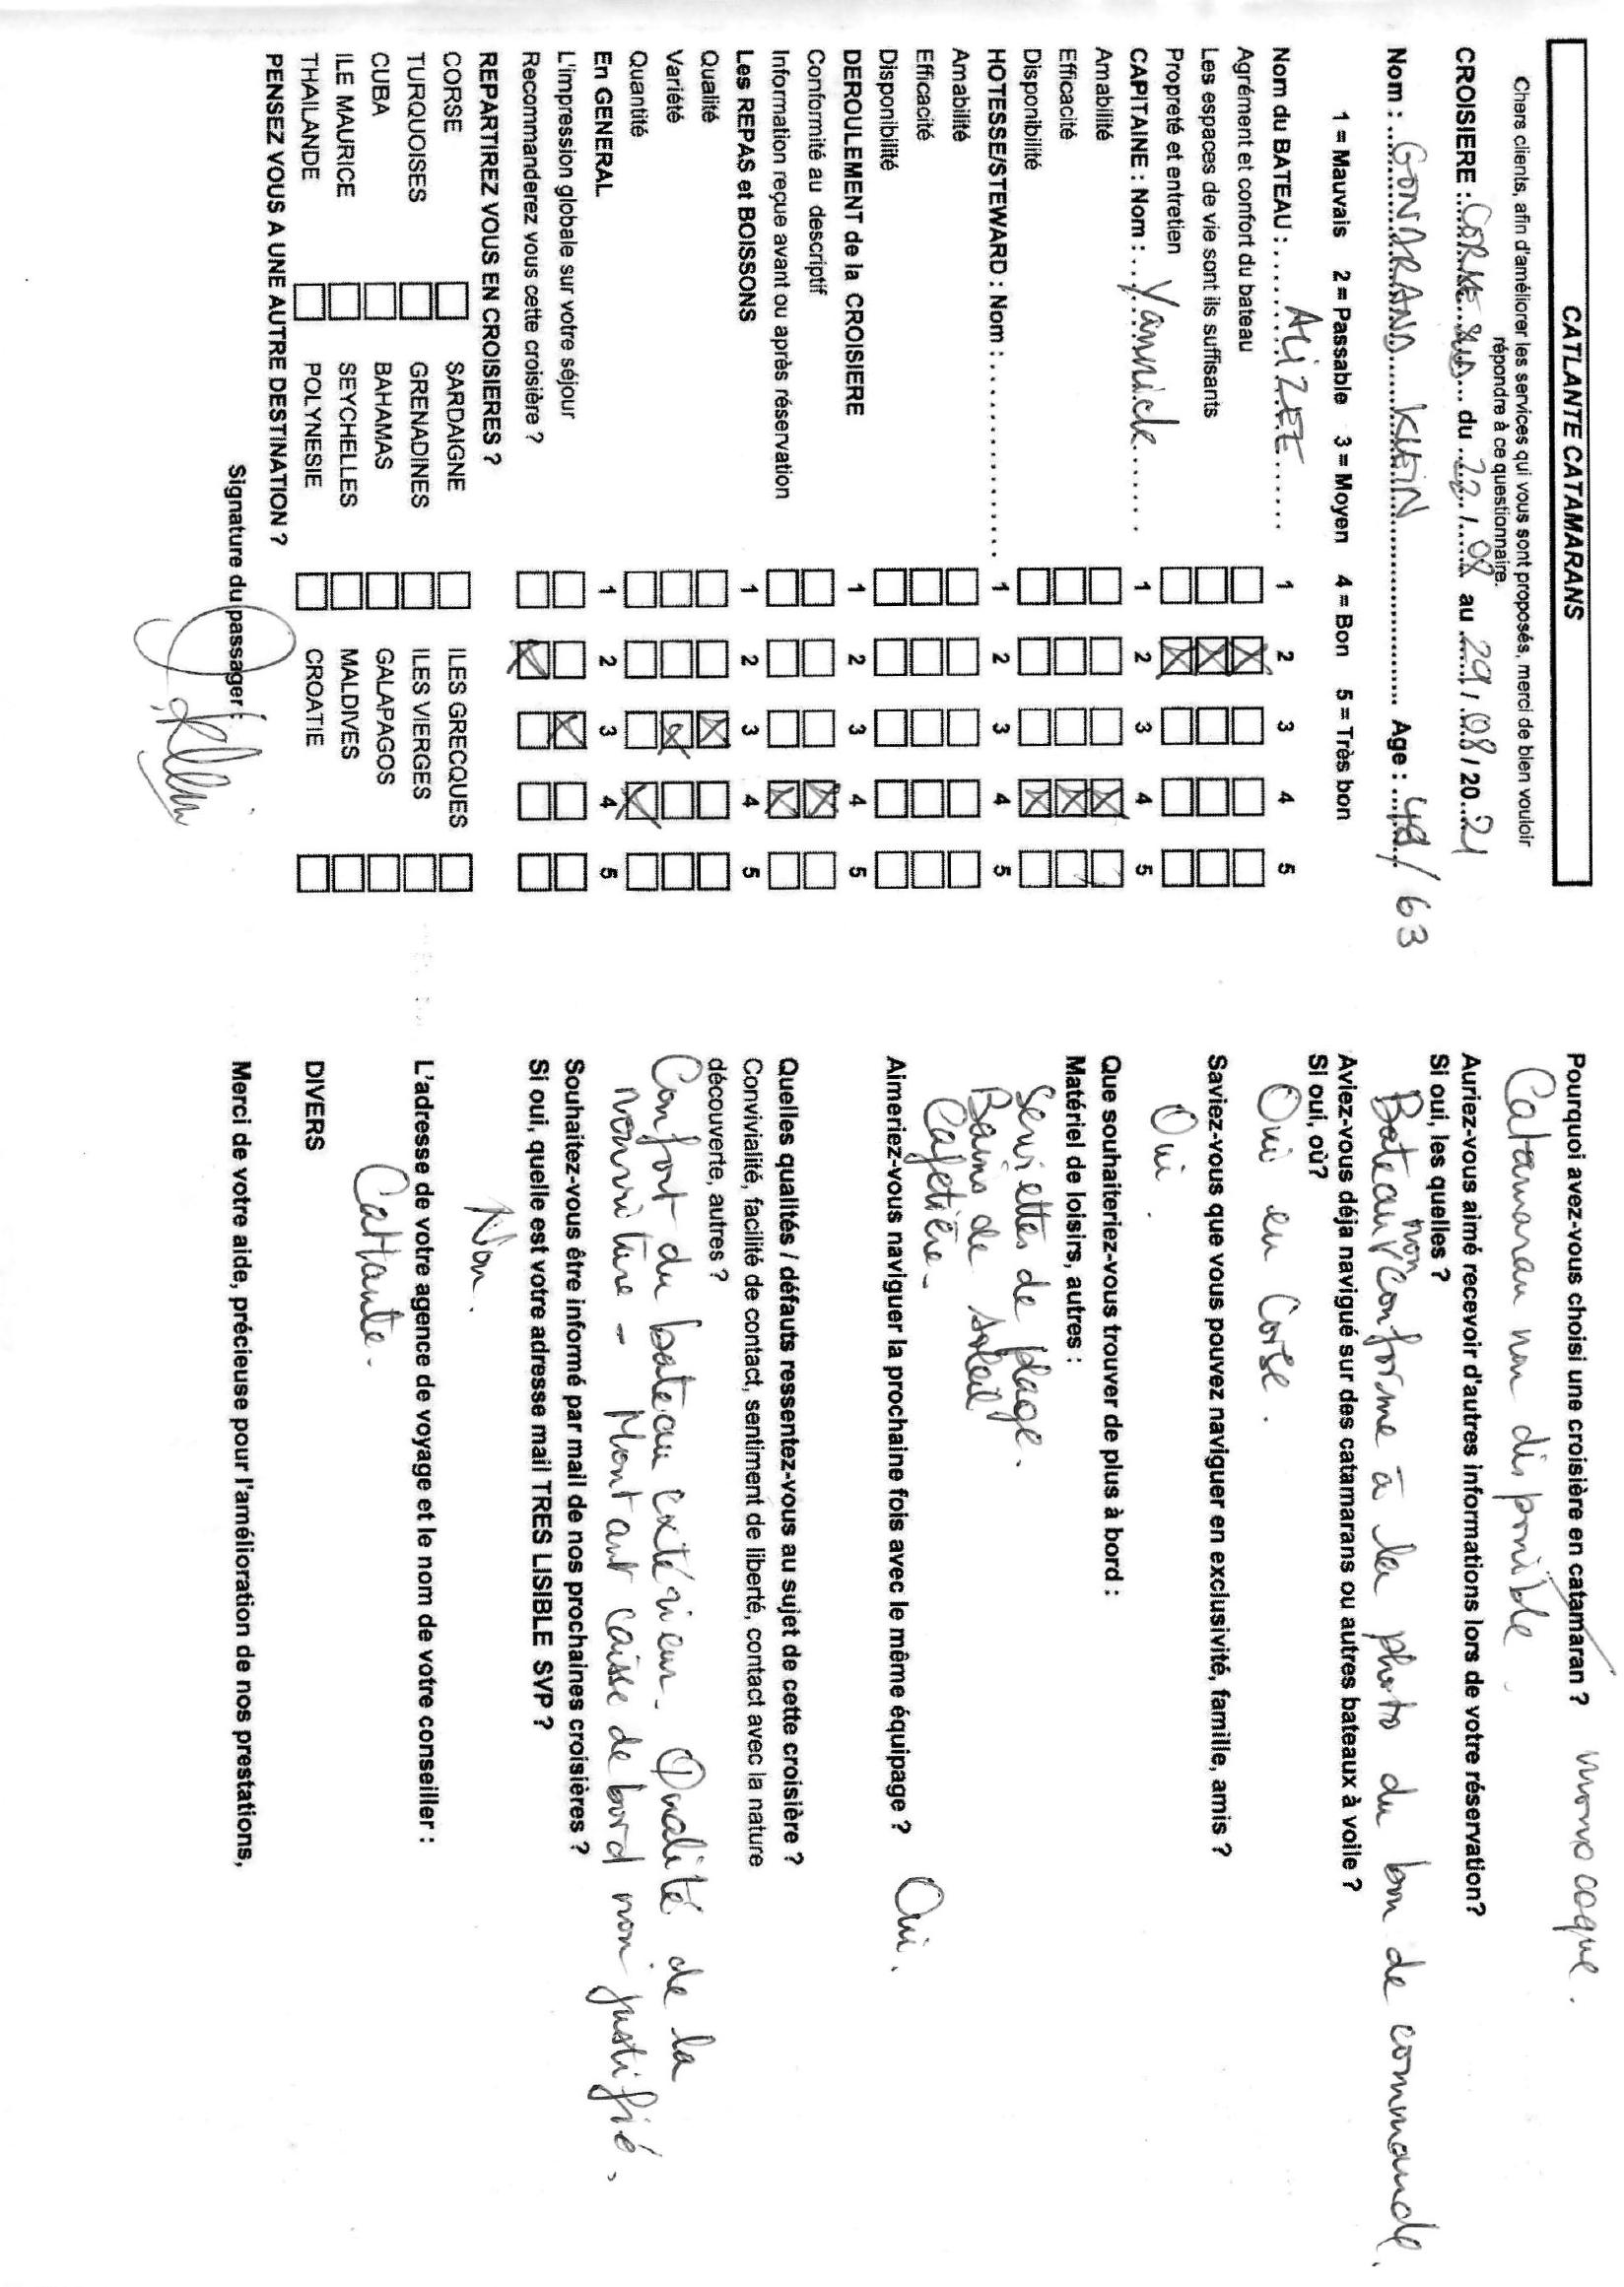 CATLANTE CATAMARANS
Chers clients, afin d'améliorer les services qui vous sont proposés, merci de bien vouloir
répondre à ce questionnaire.
CROISIERE : CORSE SUD du 22 / 08 au 29 / 08 / 20 21
Nom : GONDRAND KLEIN Age : 48 / 63
1 = Mauvais 2 = Passable 3 = Moyen 4 = Bon 5 = Très bon
Nom du BATEAU : ALIZEE 1 2 3 4 5
Agrément et confort du bateau
Les espaces de vie sont ils suffisants
Propreté et entretien
CAPITAINE : Nom : Yannick 1 2 3 4 5
Amabilité
Efficacité
Disponibilité
HOTESSE/STEWARD : Nom : 1 2 3 4 5
Amabilité
Efficacité
Disponibilité
DEROULEMENT de la CROISIERE 1 2 3 4 5
Conformité au descriptif
Information reçue avant ou après réservation
Les REPAS et BOISSONS 1 2 3 4 5
Qualité
Variété
Quantité
En GENERAL 1 2 3 4 5
L'impression globale sur votre séjour
Recommanderez vous cette croisière ?
REPARTIREZ VOUS EN CROISIERES ?
CORSE SARDAIGNE ILES GRECQUES
TURQUOISES GRENADINES ILES VIERGES
CUBA BAHAMAS GALAPAGOS
ILE MAURICE SEYCHELLES MALDIVES
THAILANDE POLYNESIE CROATIE
PENSEZ VOUS A UNE AUTRE DESTINATION ?
Signature du passager :
Pourquoi avez-vous choisi une croisière en catamaran ? monocoque.
Catamaran non disponible.
Auriez-vous aimé recevoir d'autres informations lors de votre réservation?
Si oui, les quelles ?
Bateau non conforme à la photo du bon de commande.
Aviez-vous déja navigué sur des catamarans ou autres bateaux à voile ?
Si oui, où?
Oui en Corse.
Saviez-vous que vous pouvez naviguer en exclusivité, famille, amis ?
Oui.
Que souhaiteriez-vous trouver de plus à bord :
Matériel de loisirs, autres :
Serviettes de plage.
Bains de soleil
Cafetière.
Aimeriez-vous naviguer la prochaine fois avec le même équipage ? Oui.
Quelles qualités / défauts ressentez-vous au sujet de cette croisière ?
Convivialité, facilité de contact, sentiment de liberté, contact avec la nature
découverte, autres ?
Confort du bateau extérieur. Qualité de la
nourriture - Montant caisse de bord non justifié.
Souhaitez-vous être informé par mail de nos prochaines croisières ?
Si oui, quelle est votre adresse mail TRES LISIBLE SVP ?
Non.
L'adresse de votre agence de voyage et le nom de votre conseiller :
Catlante.
DIVERS
Merci de votre aide, précieuse pour l'amélioration de nos prestations,